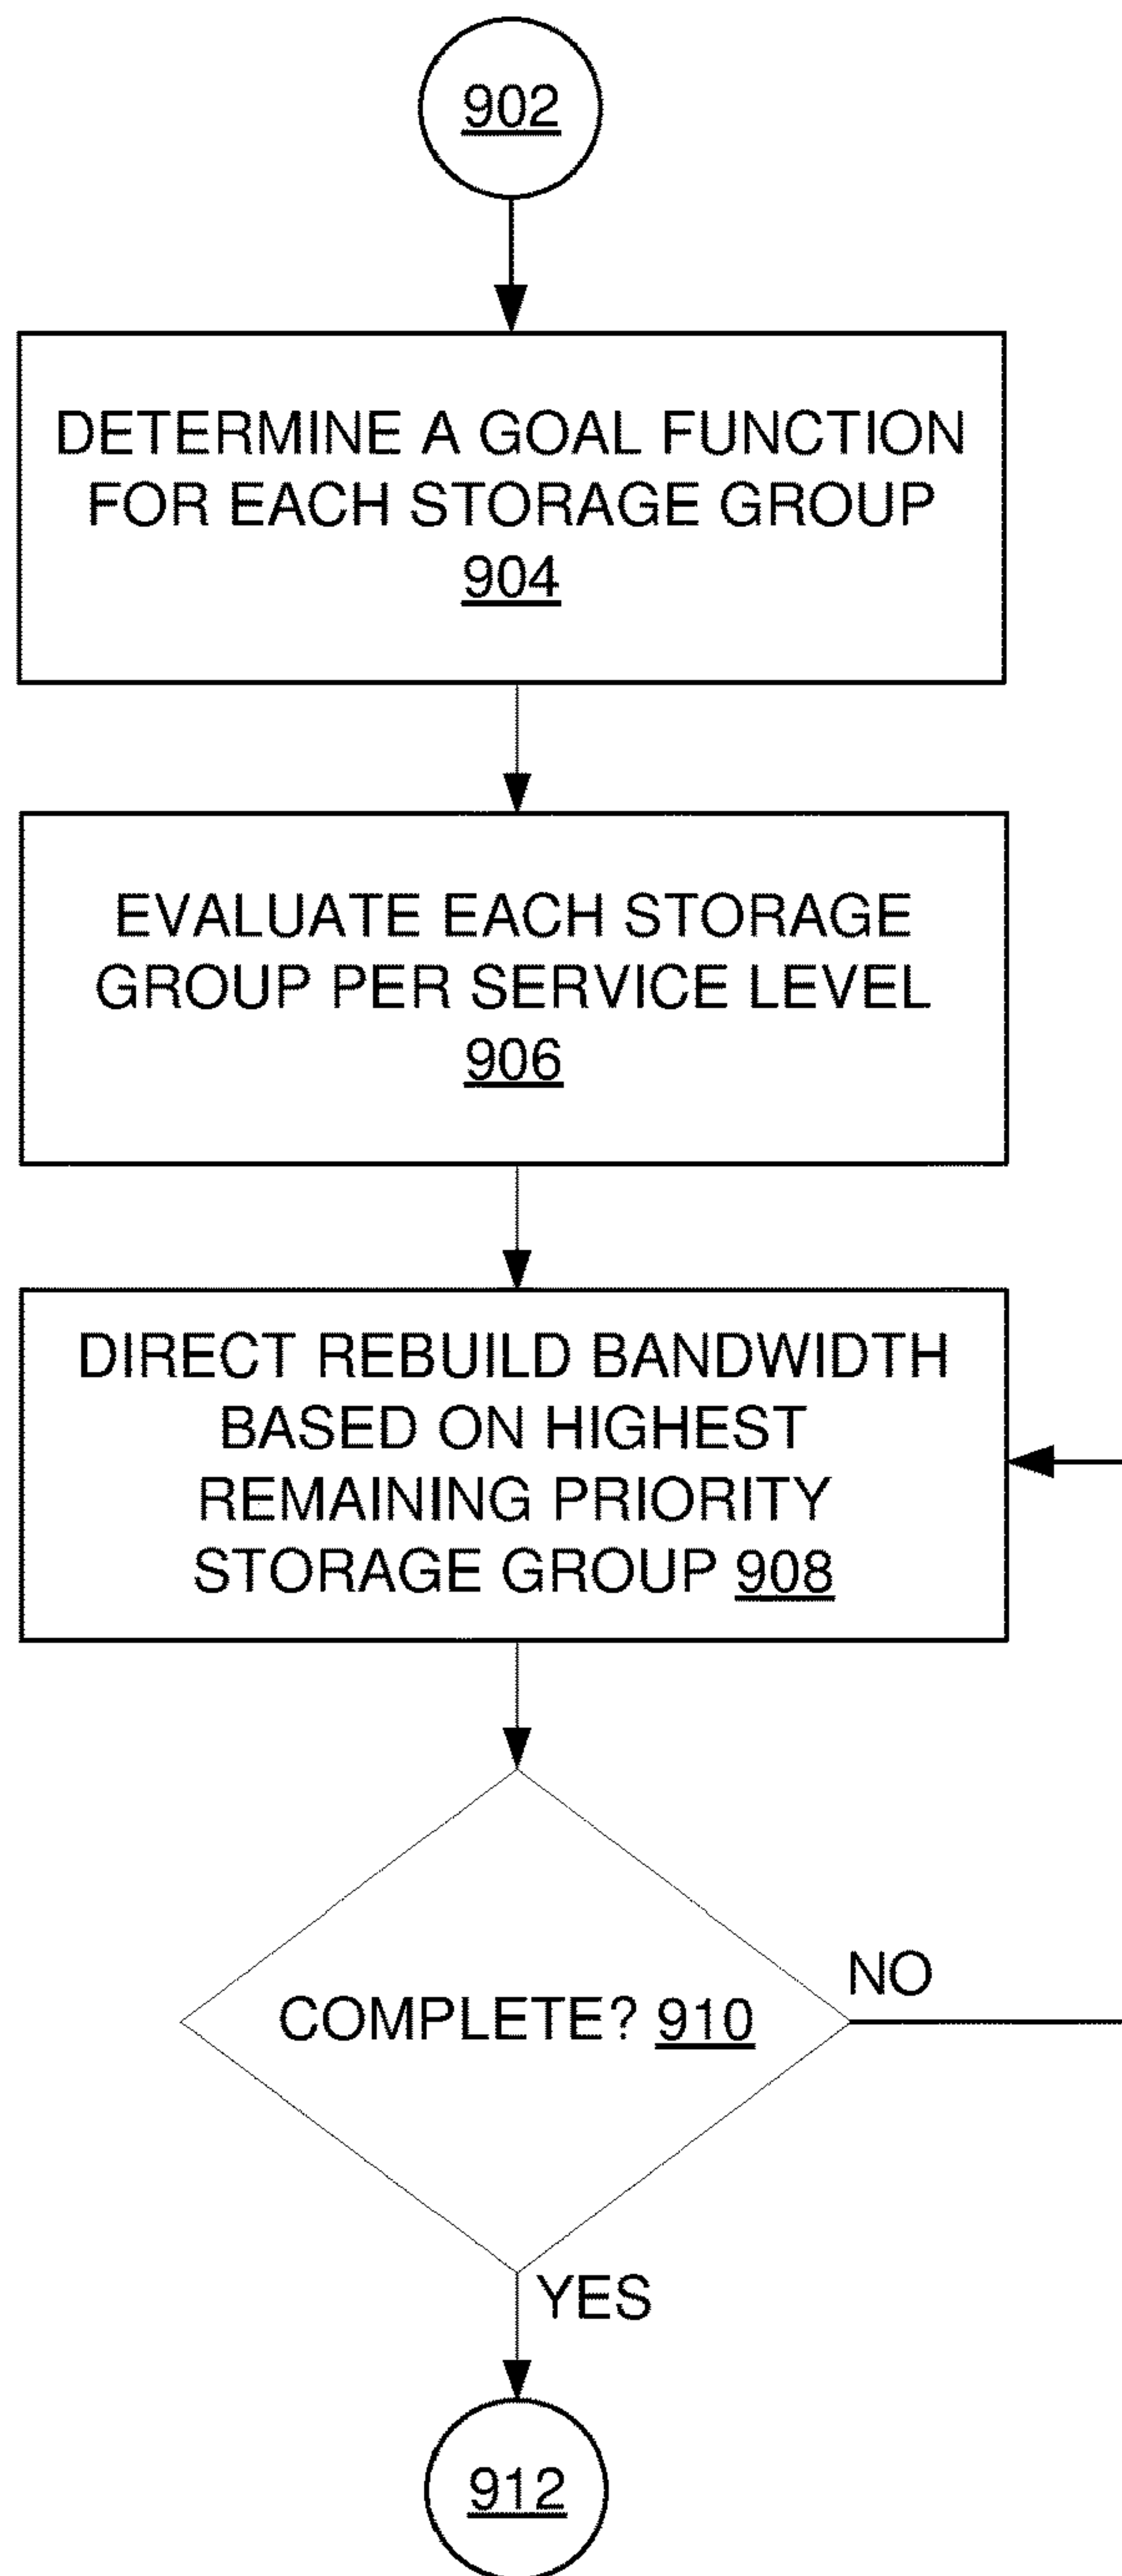 902
DETERMINE A GOAL FUNCTION
FOR EACH STORAGE GROUP
904
EVALUATE EACH STORAGE
GROUP PER SERVICE LEVEL
906
DIRECT REBUILD BANDWIDTH
BASED ON HIGHEST
REMAINING PRIORITY
STORAGE GROUP 908
NO
COMPLETE? 910
YES
912